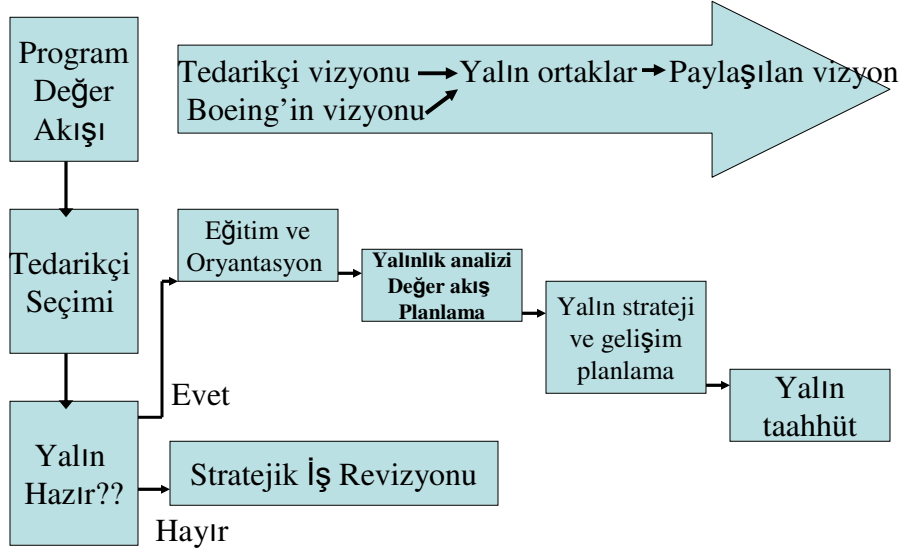 Program
Değer
Akışı
Tedarikçi vizyonu
Yalın ortaklar
Paylaşılan vizyon
Boeing’in vizyonu
Tedarikçi
Seçimi
Eğitim ve
Oryantasyon
Yalınlık analizi
Değer akış
Planlama
Yalın strateji
ve gelişim
planlama
Yalın
taahhüt
Evet
Yalın
Hazır??
Stratejik İş Revizyonu
Hayır